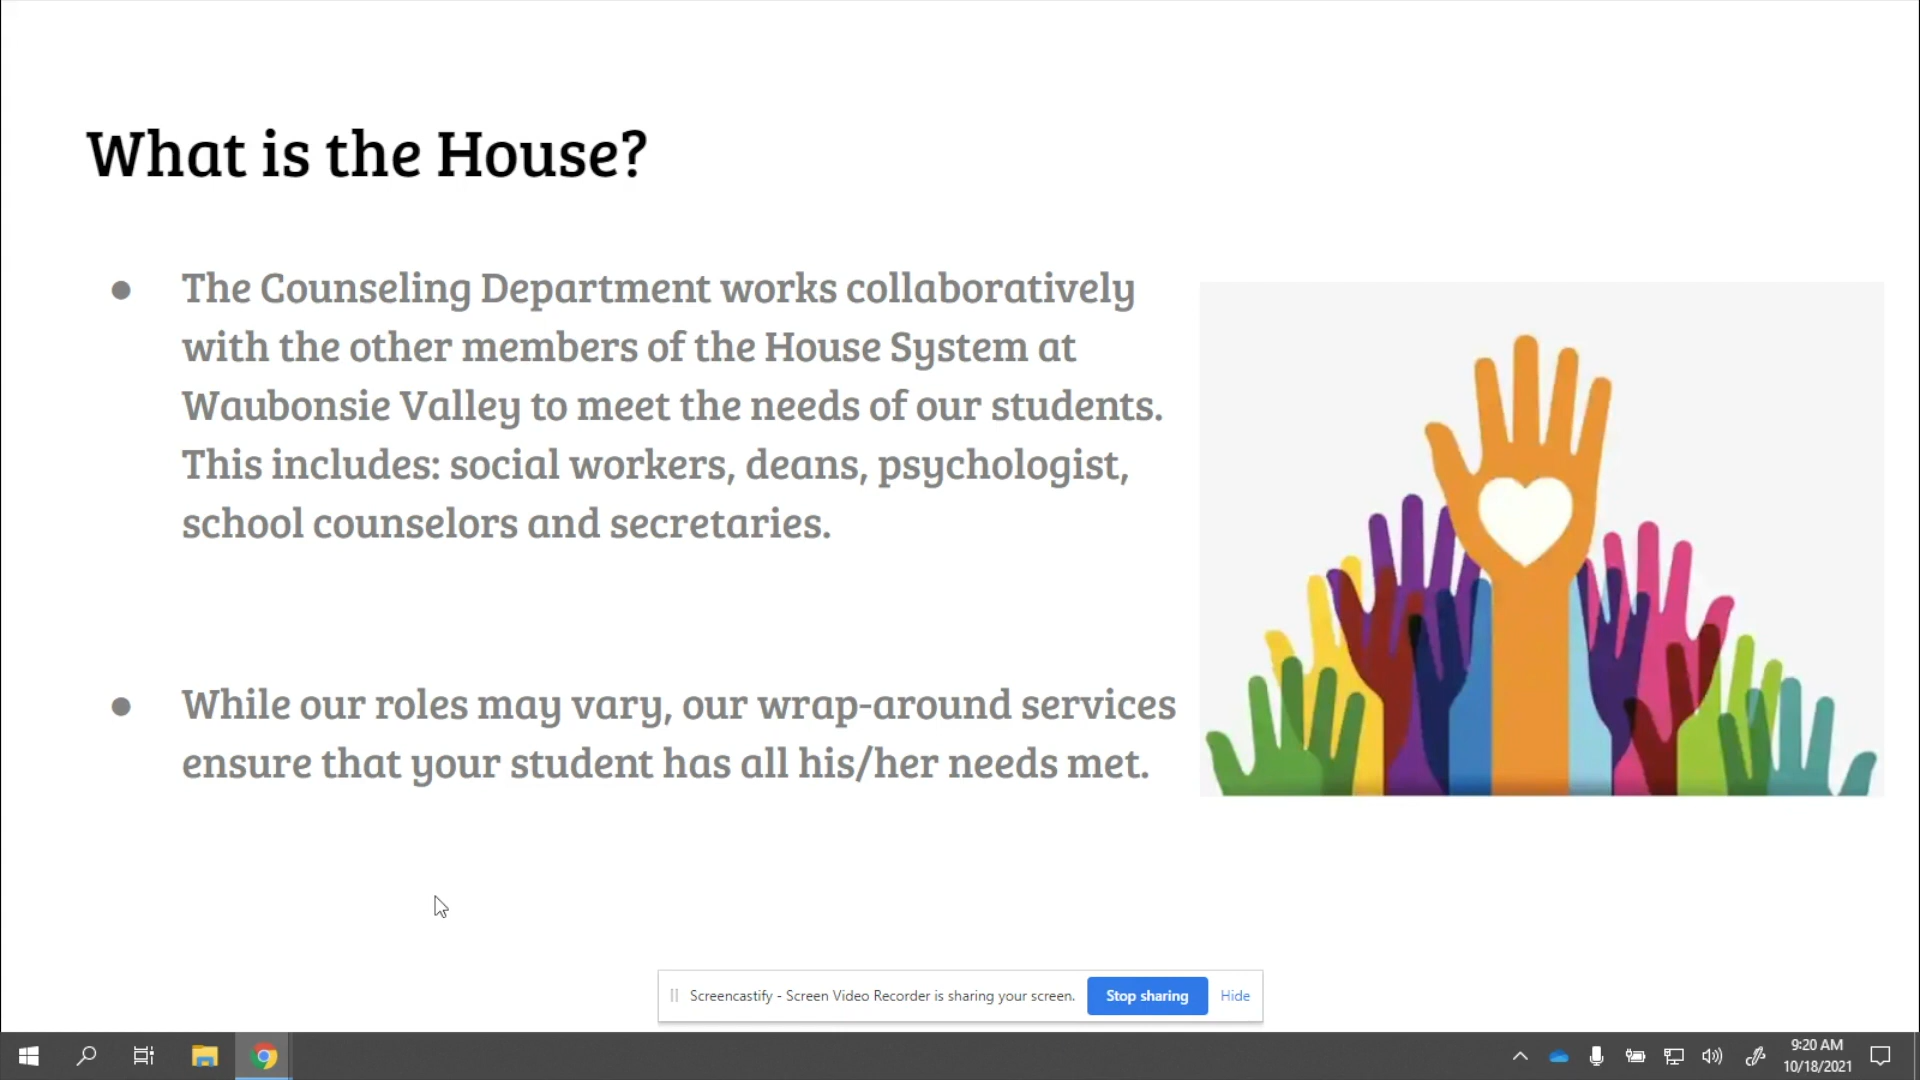 What is the House?
● The Counseling Department works collaboratively
with the other members of the House System at
Waubonsie Valley to meet the needs of our students.
This includes: social workers, deans, psychologist,
school counselors and secretaries.
● While our roles may vary, our wrap-around services
ensure that your student has all his/her needs met.
Screencastify - Screen Video Recorder is sharing your screen. Stop sharing Hide
9:20 AM
10/18/2021